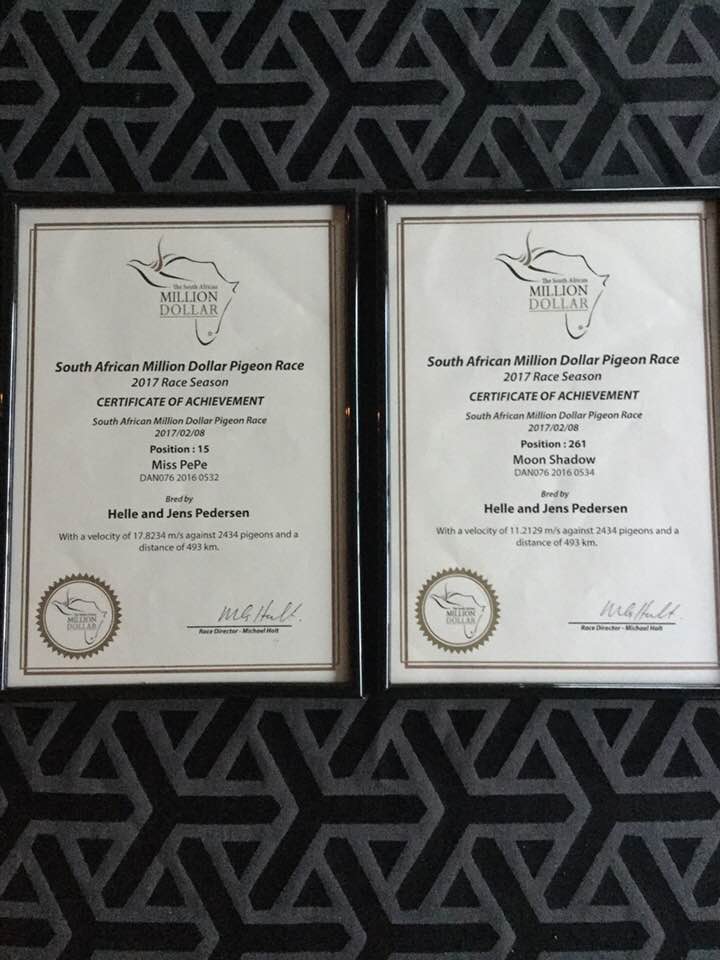 The South African
MILLION
DOLLAR
South African Million Dollar Pigeon Race
2017 Race Season
CERTIFICATE OF ACHIEVEMENT
South African Million Dollar Pigeon Race
2017/02/08
Position : 15
Miss PePe
DAN076 2016 0532
Bred by
Helle and Jens Pedersen
With a velocity of 17.8234 m/s against 2434 pigeons and a
distance of 493 km.
The South African
MILLION
DOLLAR
Race Director - Michael Holt
The South African
MILLION
DOLLAR
South African Million Dollar Pigeon Race
2017 Race Season
CERTIFICATE OF ACHIEVEMENT
South African Million Dollar Pigeon Race
2017/02/08
Position : 261
Moon Shadow
DAN076 2016 0534
Bred by
Helle and Jens Pedersen
With a velocity of 11.2129 m/s against 2434 pigeons and a
distance of 493 km.
The South African
MILLION
DOLLAR
Race Director - Michael Holt